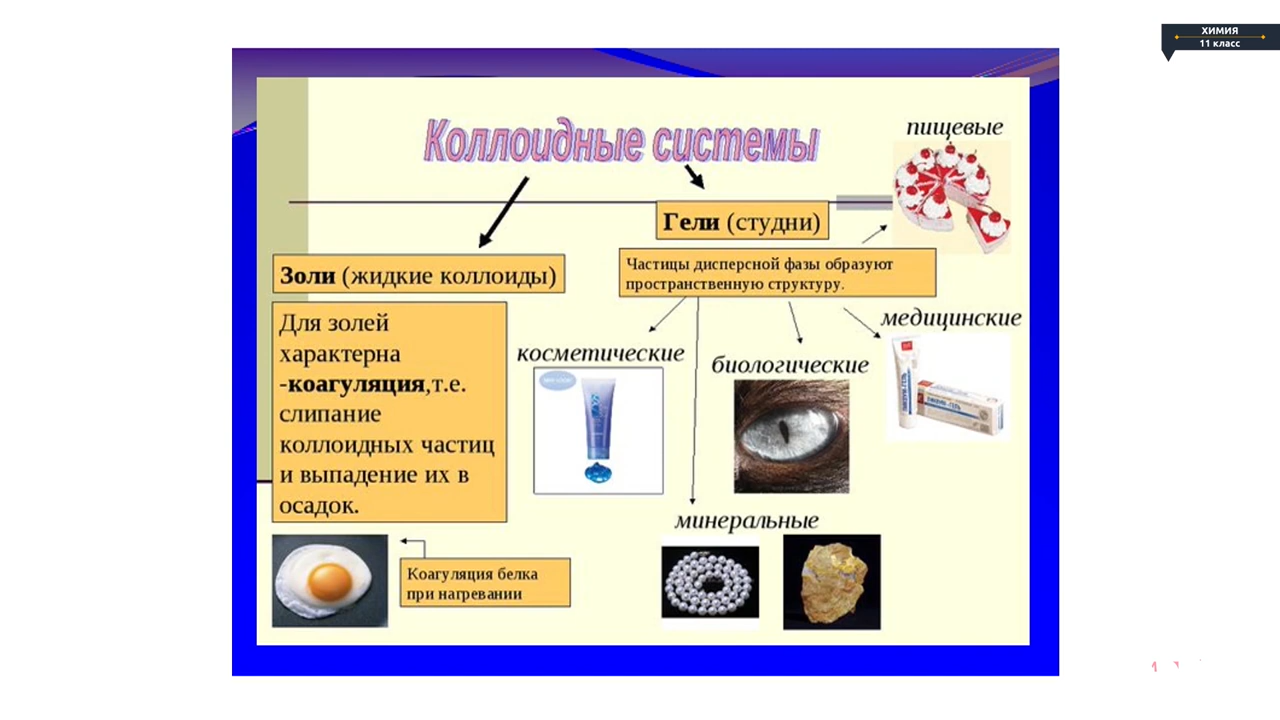 ХИМИЯ
11 класс
Коллоидные системы
пищевые
Гели (студни)
Золи (жидкие коллоиды)
Частицы дисперсной фазы образуют
пространственную структуру.
Для золей
характерна
-коагуляция,т.е.
слипание
коллоидных частиц
и выпадение их в
осадок.
косметические
биологические
медицинские
минеральные
Коагуляция белка
при нагревании